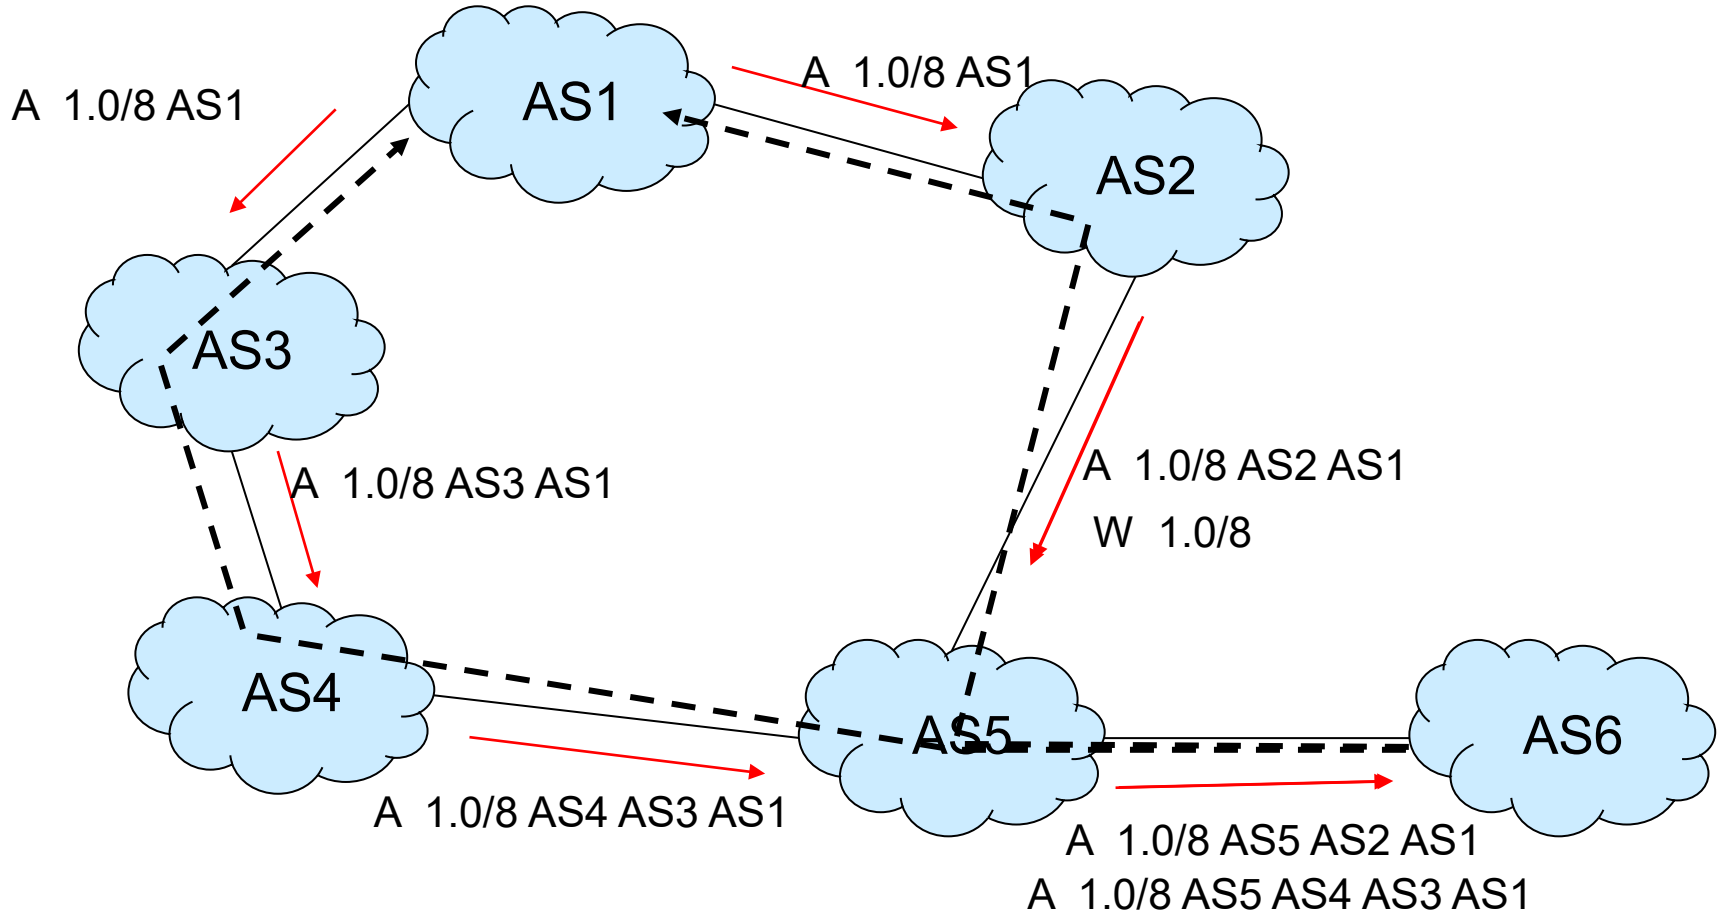 A 1.0/8 AS1
AS1
A 1.0/8 AS1
AS2
AS3
A 1.0/8 AS3 AS1
A 1.0/8 AS2 AS1
W 1.0/8
AS4
AS5
AS6
A 1.0/8 AS4 AS3 AS1
A 1.0/8 AS5 AS2 AS1
A 1.0/8 AS5 AS4 AS3 AS1